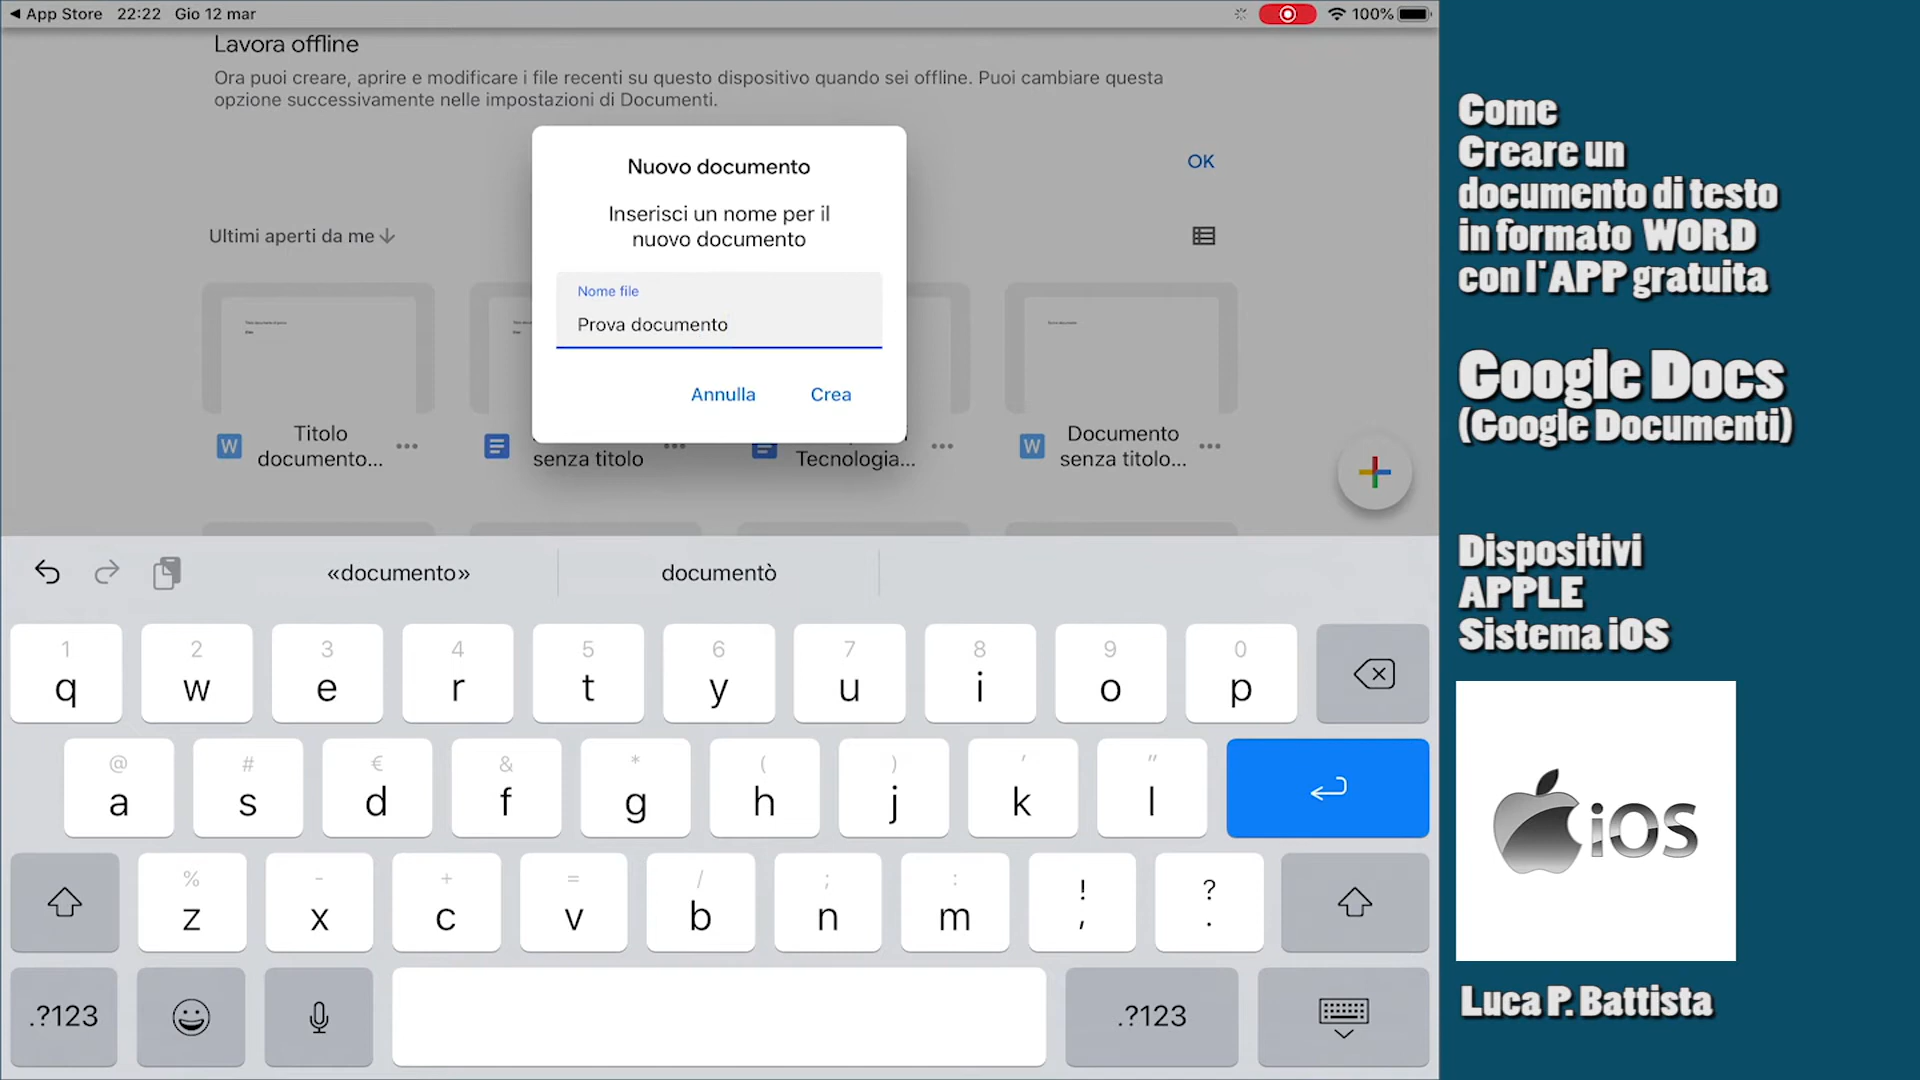 App Store 22:22 Gio 12 mar 100%
Lavora offline
Ora puoi creare, aprire e modificare i file recenti su questo dispositivo quando sei offline. Puoi cambiare questa
opzione successivamente nelle impostazioni di Documenti.
OK
Nuovo documento
Inserisci un nome per il
nuovo documento
Nome file
Prova documento
Annulla Crea
Ultimi aperti da me
W Titolo
documento...
senza titolo
Tecnologia...
W Documento
senza titolo...
«documento» documentò
1 2 3 4 5 6 7 8 9 0
q w e r t y u i o p
@ # € & * ( ) ' "
a s d f g h j k l
% - + = / ; : ! ?
z x c v b n m , .
.?123 .?123
Come
Creare un
documento di testo
in formato WORD
con l'APP gratuita
Google Docs
(Google Documenti)
Dispositivi
APPLE
Sistema iOS
iOS
Luca P. Battista